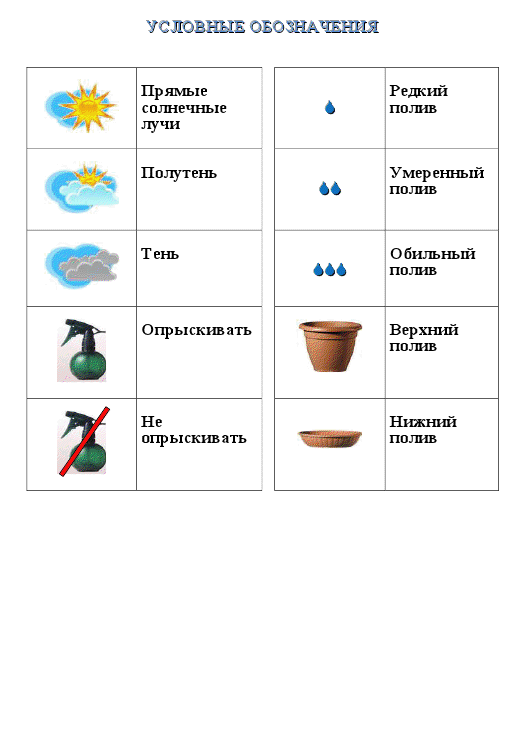 УСЛОВНЫЕ ОБОЗНАЧЕНИЯ
Прямые
солнечные
лучи
Редкий
полив
Полутень
Умеренный
полив
Тень
Обильный
полив
Опрыскивать
Верхний
полив
Не
опрыскивать
Нижний
полив